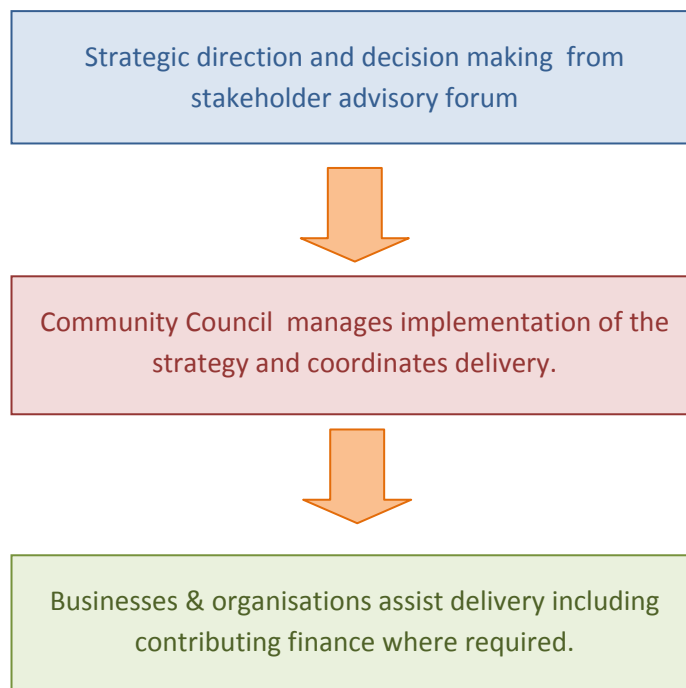 Strategic direction and decision making from
stakeholder advisory forum
Community Council manages implementation of the
strategy and coordinates delivery.
Businesses & organisations assist delivery including
contributing finance where required.